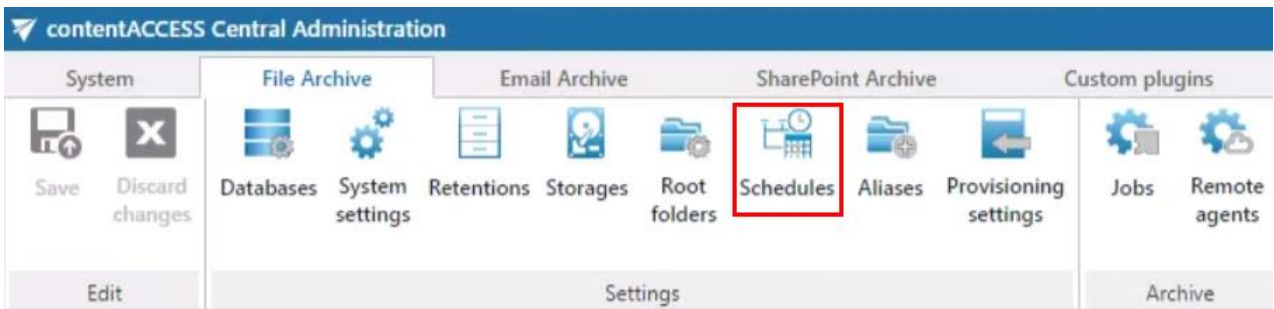 contentACCESS Central Administration
System File Archive Email Archive SharePoint Archive Custom plugins
Save Discard Databases System Retentions Storages Root Schedules Aliases Provisioning Jobs Remote
changes settings folders settings agents
Edit Settings Archive